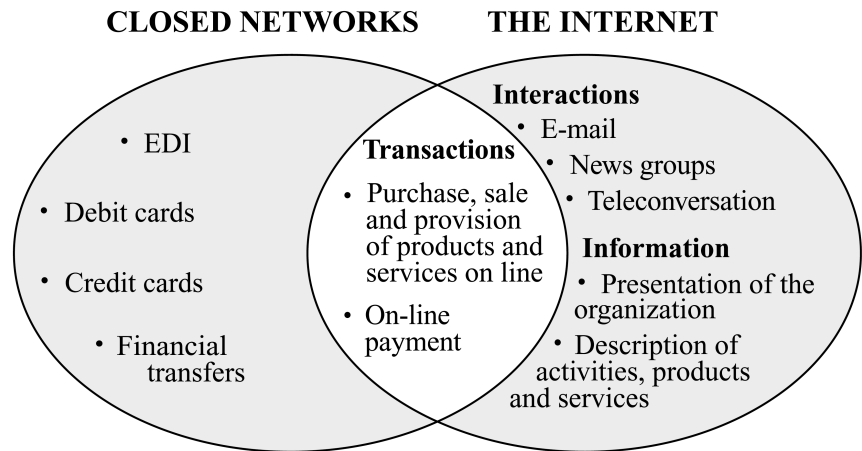 CLOSED NETWORKS
THE INTERNET
• EDI
• Debit cards
• Credit cards
• Financial
transfers
Transactions
• Purchase, sale
and provision
of products and
services on line
• On-line
payment
Interactions
• E-mail
• News groups
• Teleconversation
Information
• Presentation of the
organization
• Description of
activities, products
and services